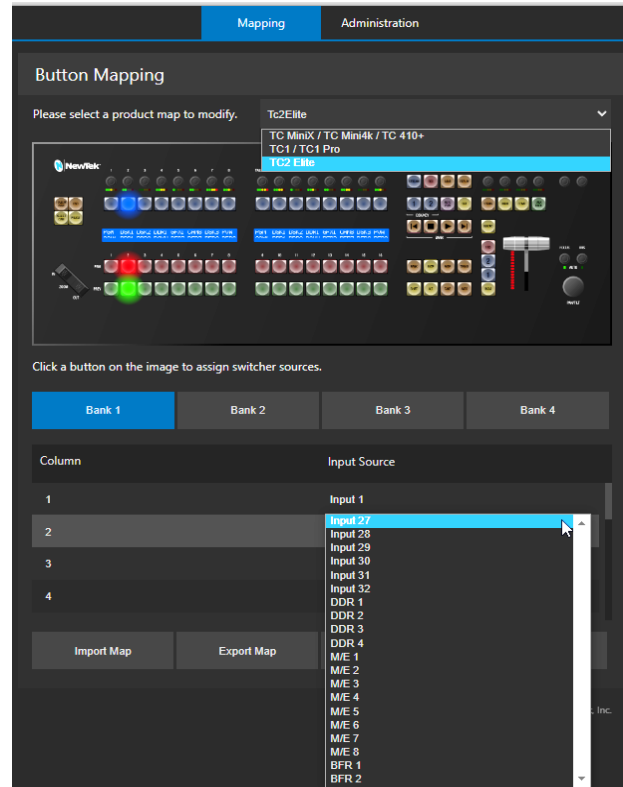 Mapping Administration
Button Mapping
Please select a product map to modify. Tc2Elite
TC MiniX / TC Mini4k / TC 410+
TC1 / TC1 Pro
TC2 Elite
NewTek
Click a button on the image to assign switcher sources.
Bank 1 Bank 2 Bank 3 Bank 4
Column Input Source
1 Input 1
2
3
4
Input 27
Input 28
Input 29
Input 30
Input 31
Input 32
DDR 1
DDR 2
DDR 3
DDR 4
M/E 1
M/E 2
M/E 3
M/E 4
M/E 5
M/E 6
M/E 7
M/E 8
BFR 1
BFR 2
Import Map Export Map
Inc.